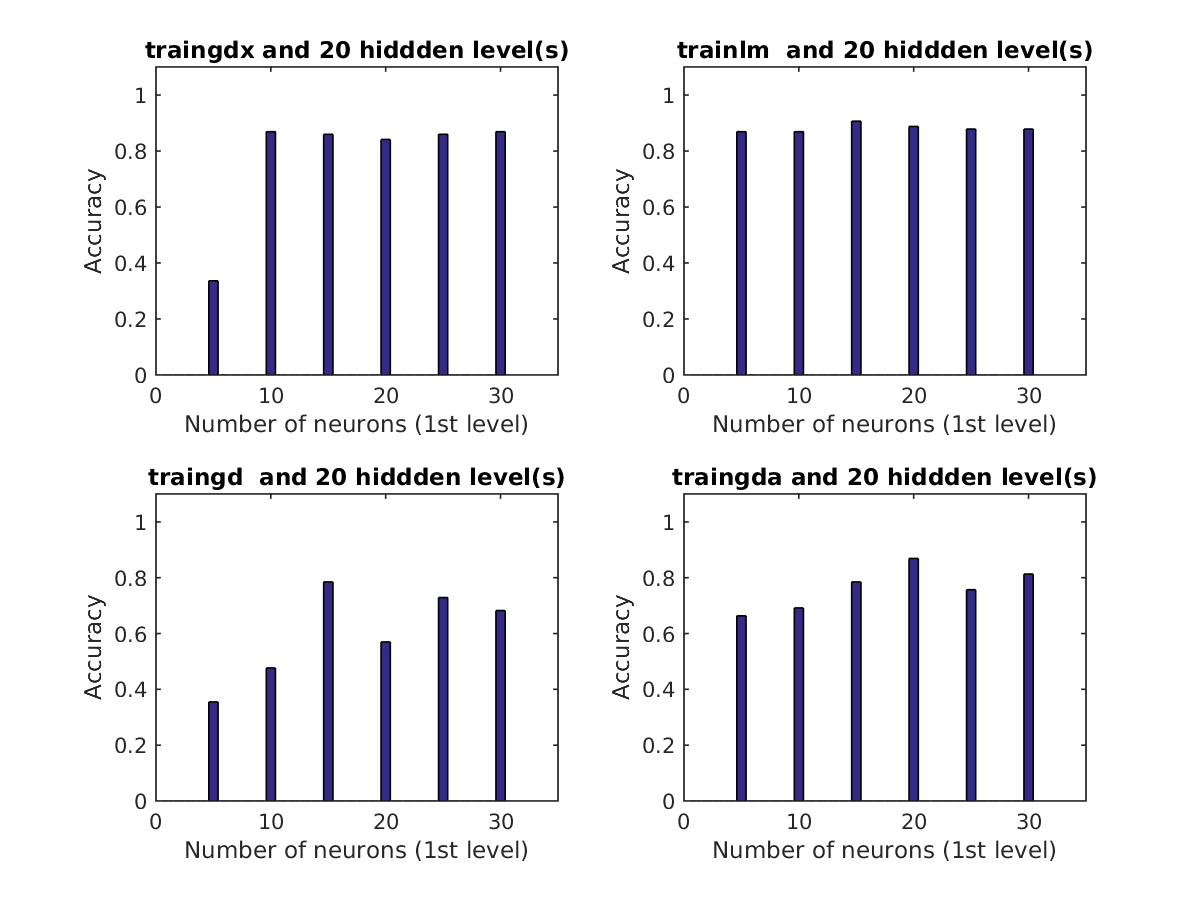 traingdx and 20 hiddden level(s)
1
0.8
0.6
0.4
0.2
0
Accuracy
0 10 20 30
Number of neurons (1st level)
trainlm and 20 hiddden level(s)
1
0.8
0.6
0.4
0.2
0
Accuracy
0 10 20 30
Number of neurons (1st level)
traingd and 20 hiddden level(s)
1
0.8
0.6
0.4
0.2
0
Accuracy
0 10 20 30
Number of neurons (1st level)
traingda and 20 hiddden level(s)
1
0.8
0.6
0.4
0.2
0
Accuracy
0 10 20 30
Number of neurons (1st level)